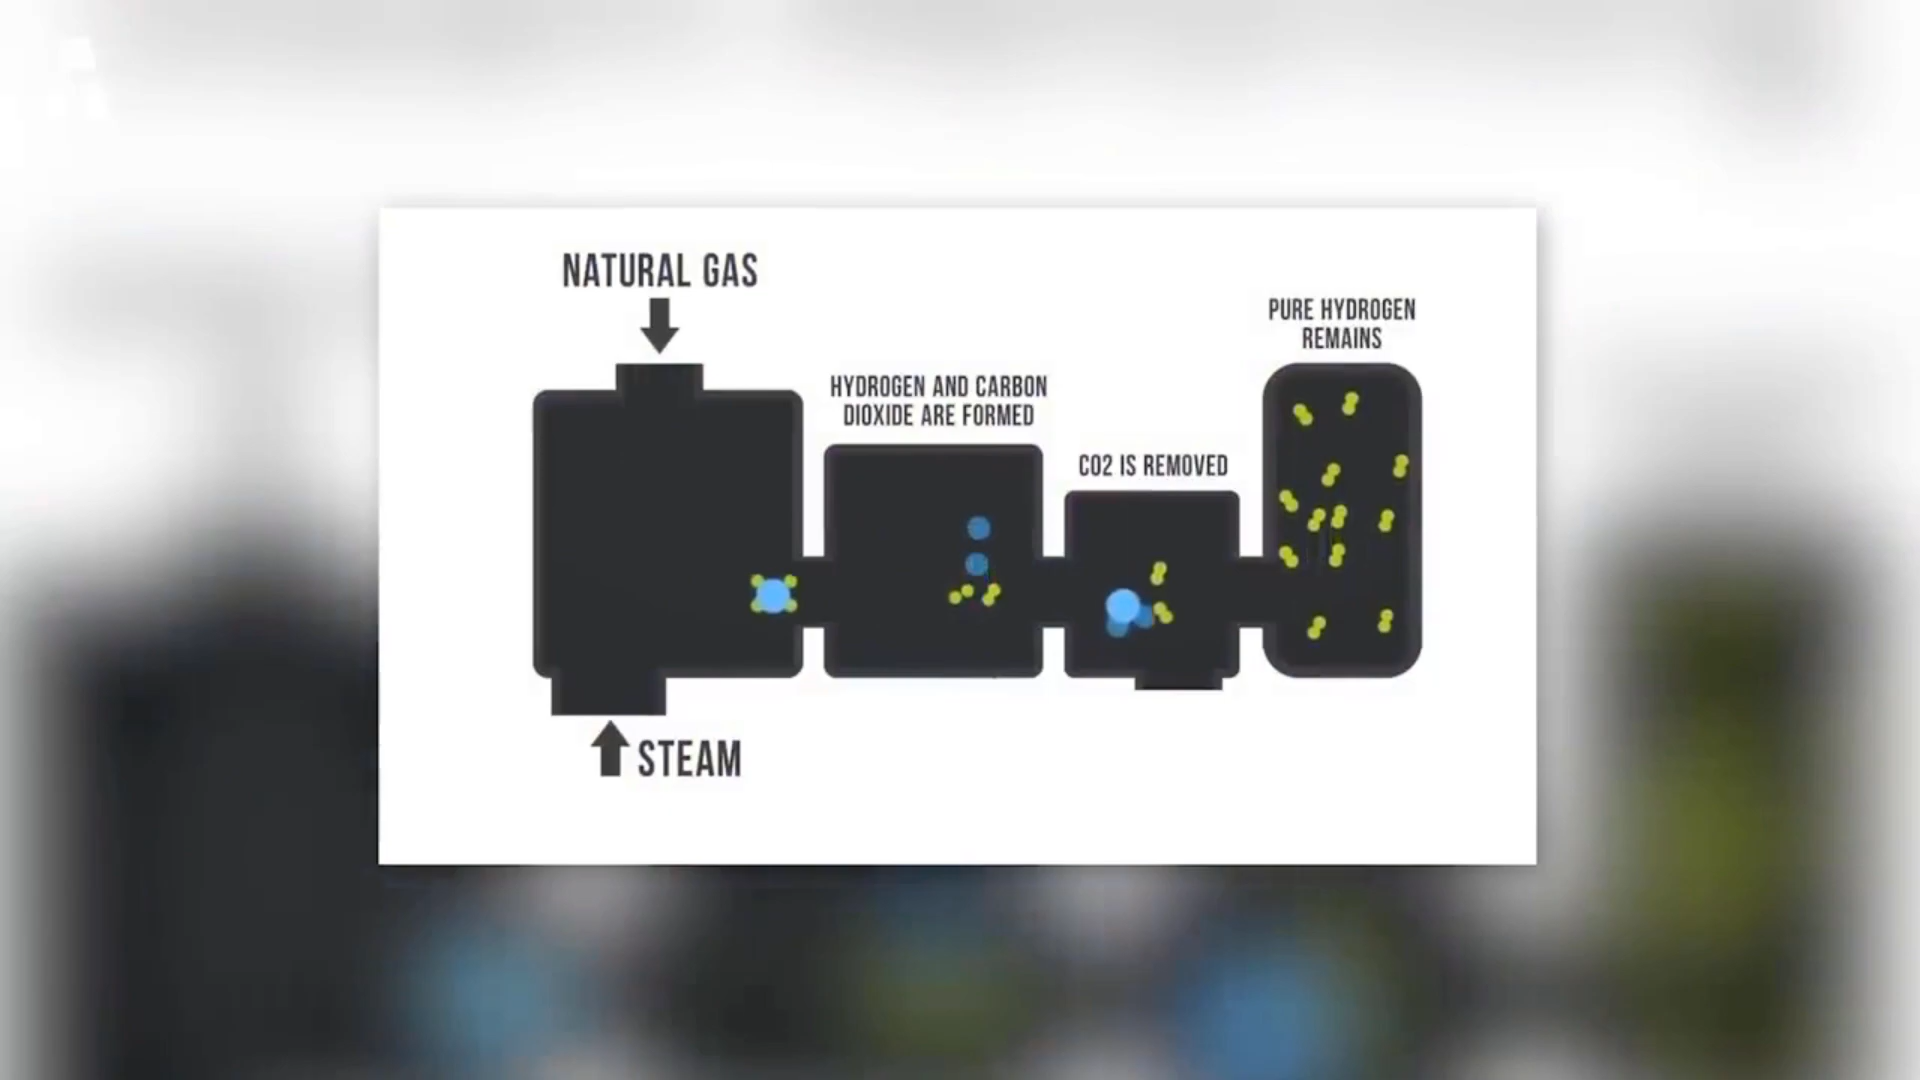 NATURAL GAS
PURE HYDROGEN
REMAINS
HYDROGEN AND CARBON
DIOXIDE ARE FORMED
CO2 IS REMOVED
STEAM